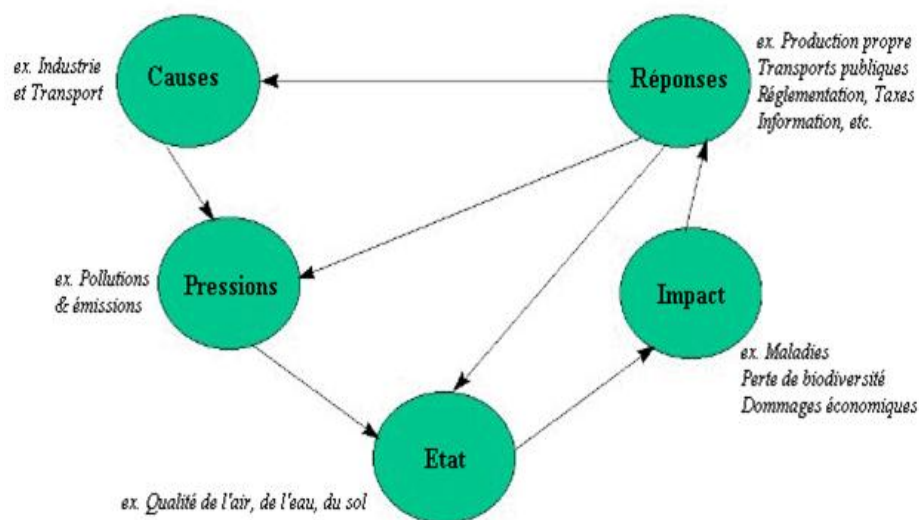 ex. Industrie
et Transport
Causes
Réponses
ex. Production propre
Transports publiques
Réglementation, Taxes
Information, etc.
ex. Pollutions
& émissions
Pressions
Impact
ex. Maladies
Perte de biodiversité
Dommages économiques
Etat
ex. Qualité de l'air, de l'eau, du sol